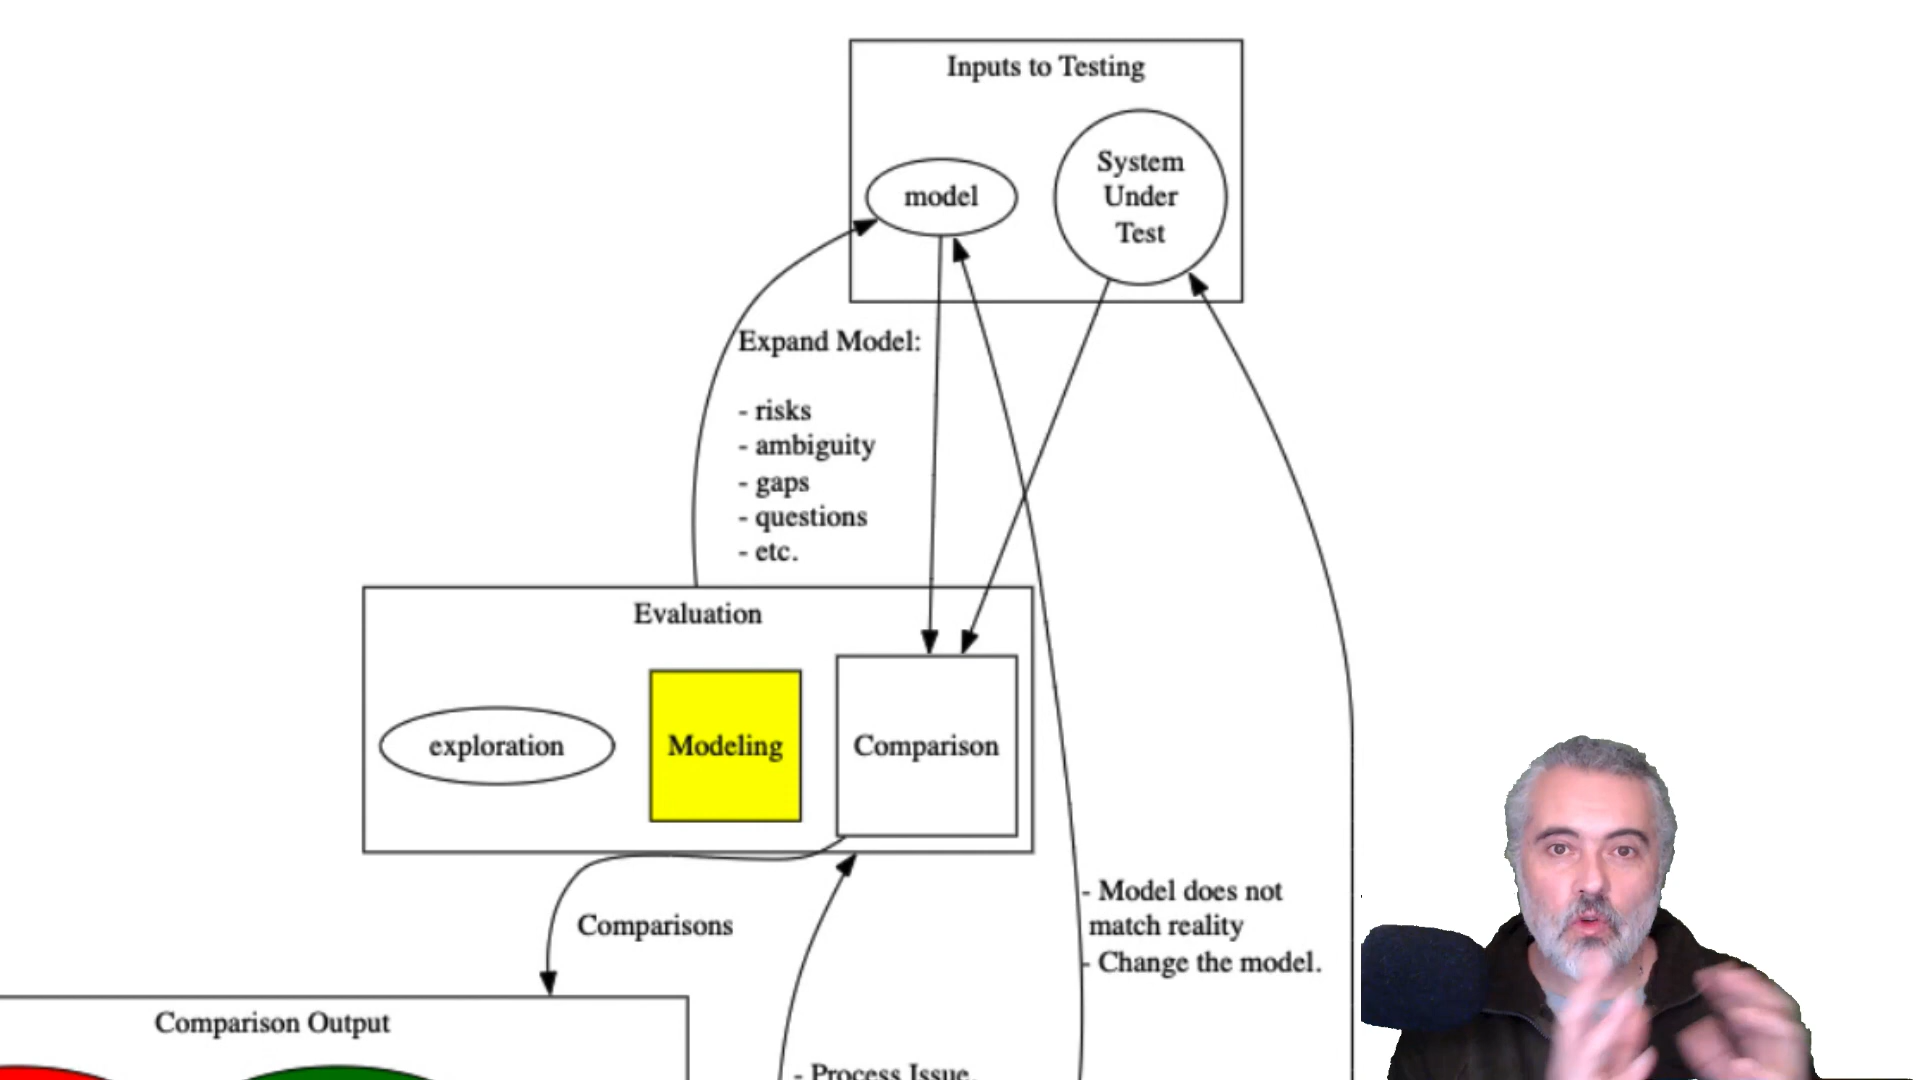 Inputs to Testing
model
System
Under
Test
Expand Model:
- risks
- ambiguity
- gaps
- questions
- etc.
Evaluation
exploration
Modeling
Comparison
Comparisons
- Model does not
match reality
- Change the model.
Comparison Output
- Process Issue.